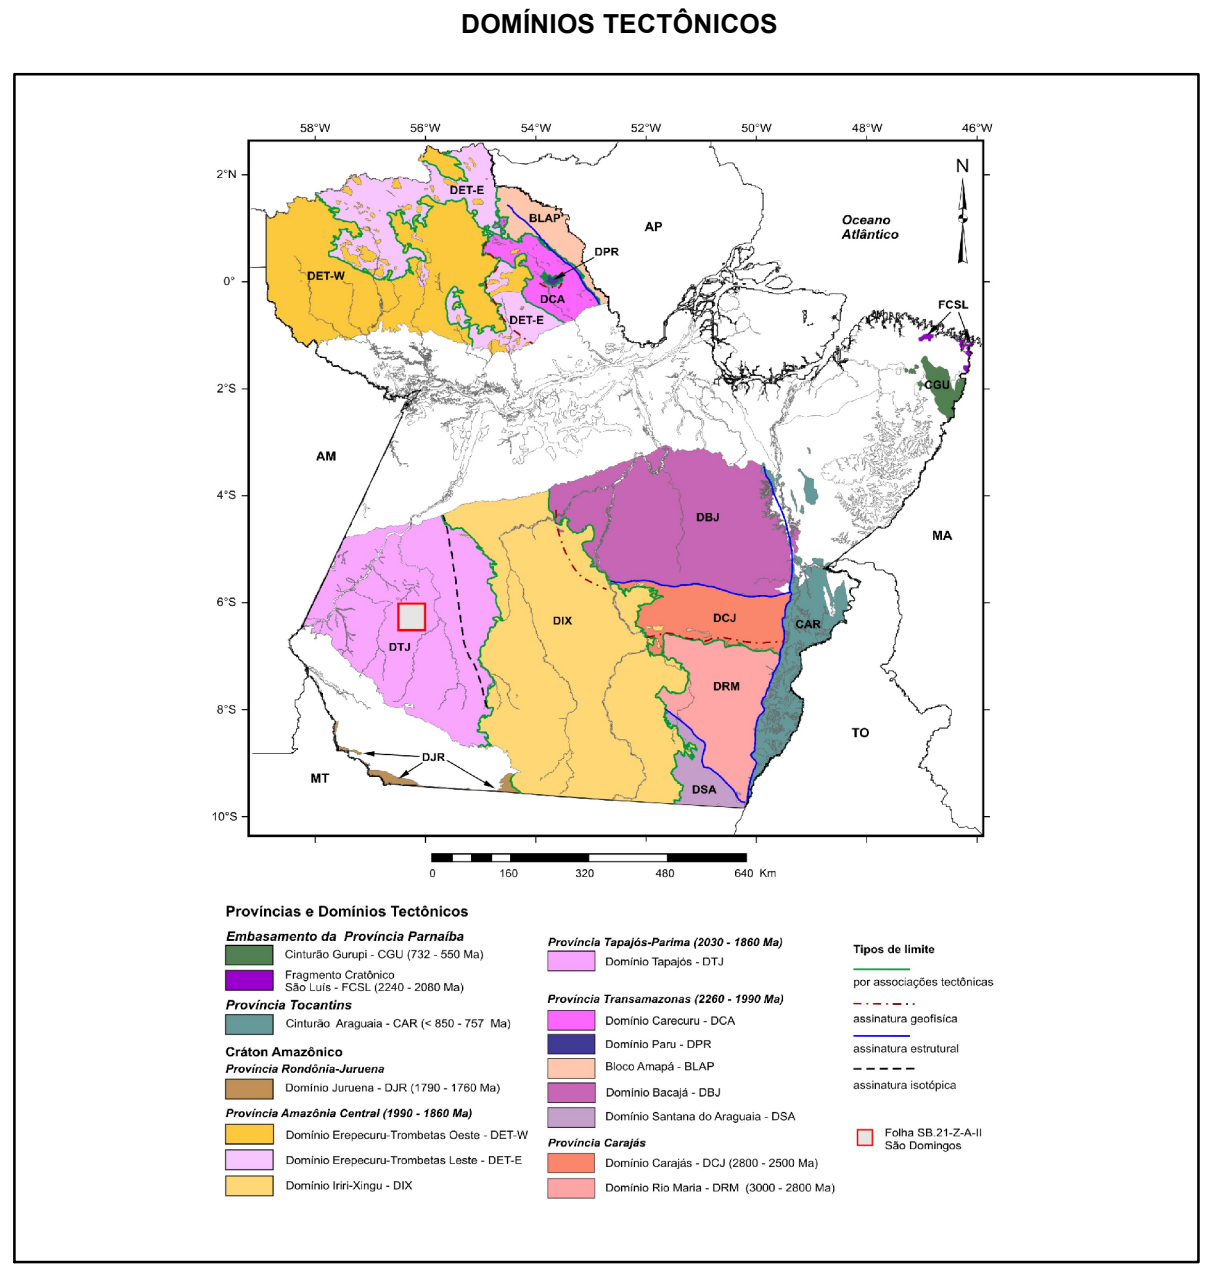 DOMÍNIOS TECTÔNICOS
58°W 56°W 54°W 52°W 50°W 48°W 46°W
2°N
0°
2°S
4°S
6°S
8°S
10°S
N
DET-E
BLAP
AP
Oceano
Atlântico
DPR
DET-W
DCA
DET-E
FCSL
CGU
AM
DBJ
MA
DIX
DCJ
CAR
DTJ
DRM
TO
DJR
MT
DSA
0 160 320 480 640 Km
Províncias e Domínios Tectônicos
Embasamento da Província Parnaíba
Cinturão Gurupi - CGU (732 - 550 Ma)
Fragmento Cratônico
São Luís - FCSL (2240 - 2080 Ma)
Província Tocantins
Cinturão Araguaia - CAR (< 850 - 757 Ma)
Cráton Amazônico
Província Rondônia-Juruena
Domínio Juruena - DJR (1790 - 1760 Ma)
Província Amazônia Central (1990 - 1860 Ma)
Domínio Erepecuru-Trombetas Oeste - DET-W
Domínio Erepecuru-Trombetas Leste - DET-E
Domínio Iriri-Xingu - DIX
Província Tapajós-Parima (2030 - 1860 Ma)
Domínio Tapajós - DTJ
Província Transamazonas (2260 - 1990 Ma)
Domínio Carecuru - DCA
Domínio Paru - DPR
Bloco Amapá - BLAP
Domínio Bacajá - DBJ
Domínio Santana do Araguaia - DSA
Província Carajás
Domínio Carajás - DCJ (2800 - 2500 Ma)
Domínio Rio Maria - DRM (3000 - 2800 Ma)
Tipos de limite
por associações tectônicas
assinatura geofísica
assinatura estrutural
assinatura isotópica
Folha SB.21-Z-A-II
São Domingos